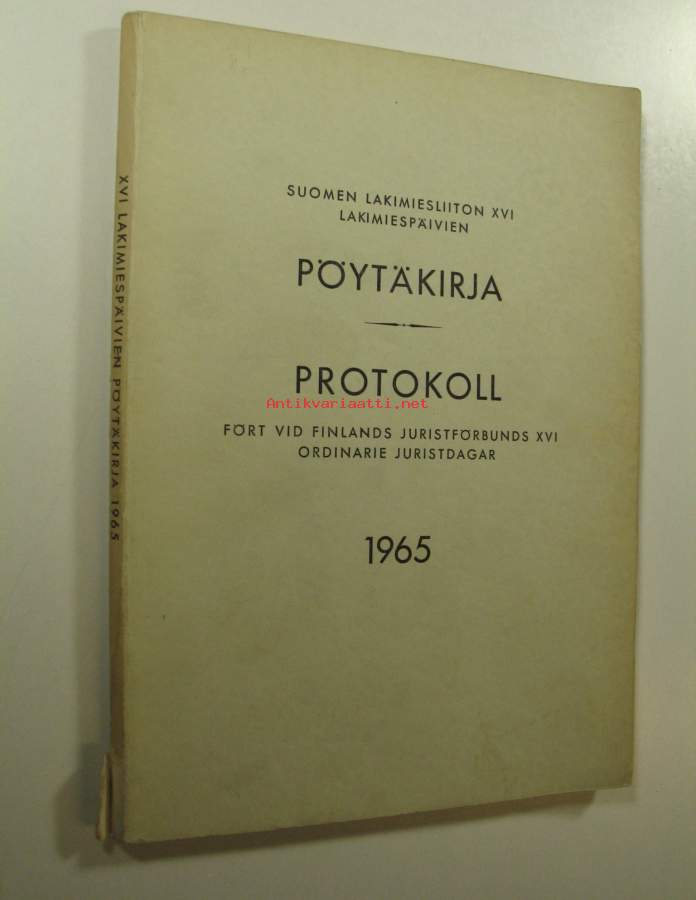 SUOMEN LAKIMIESLIITON XVI
LAKIMIESPÄIVIEN
PÖYTÄKIRJA
PROTOKOLL
Antikvariaatti.net
FÖRT VID FINLANDS JURISTFÖRBUNDS XVI
ORDINARIE JURISTDAGAR
1965
XVI LAKIMIESPÄIVIEN PÖYTÄKIRJA 1965